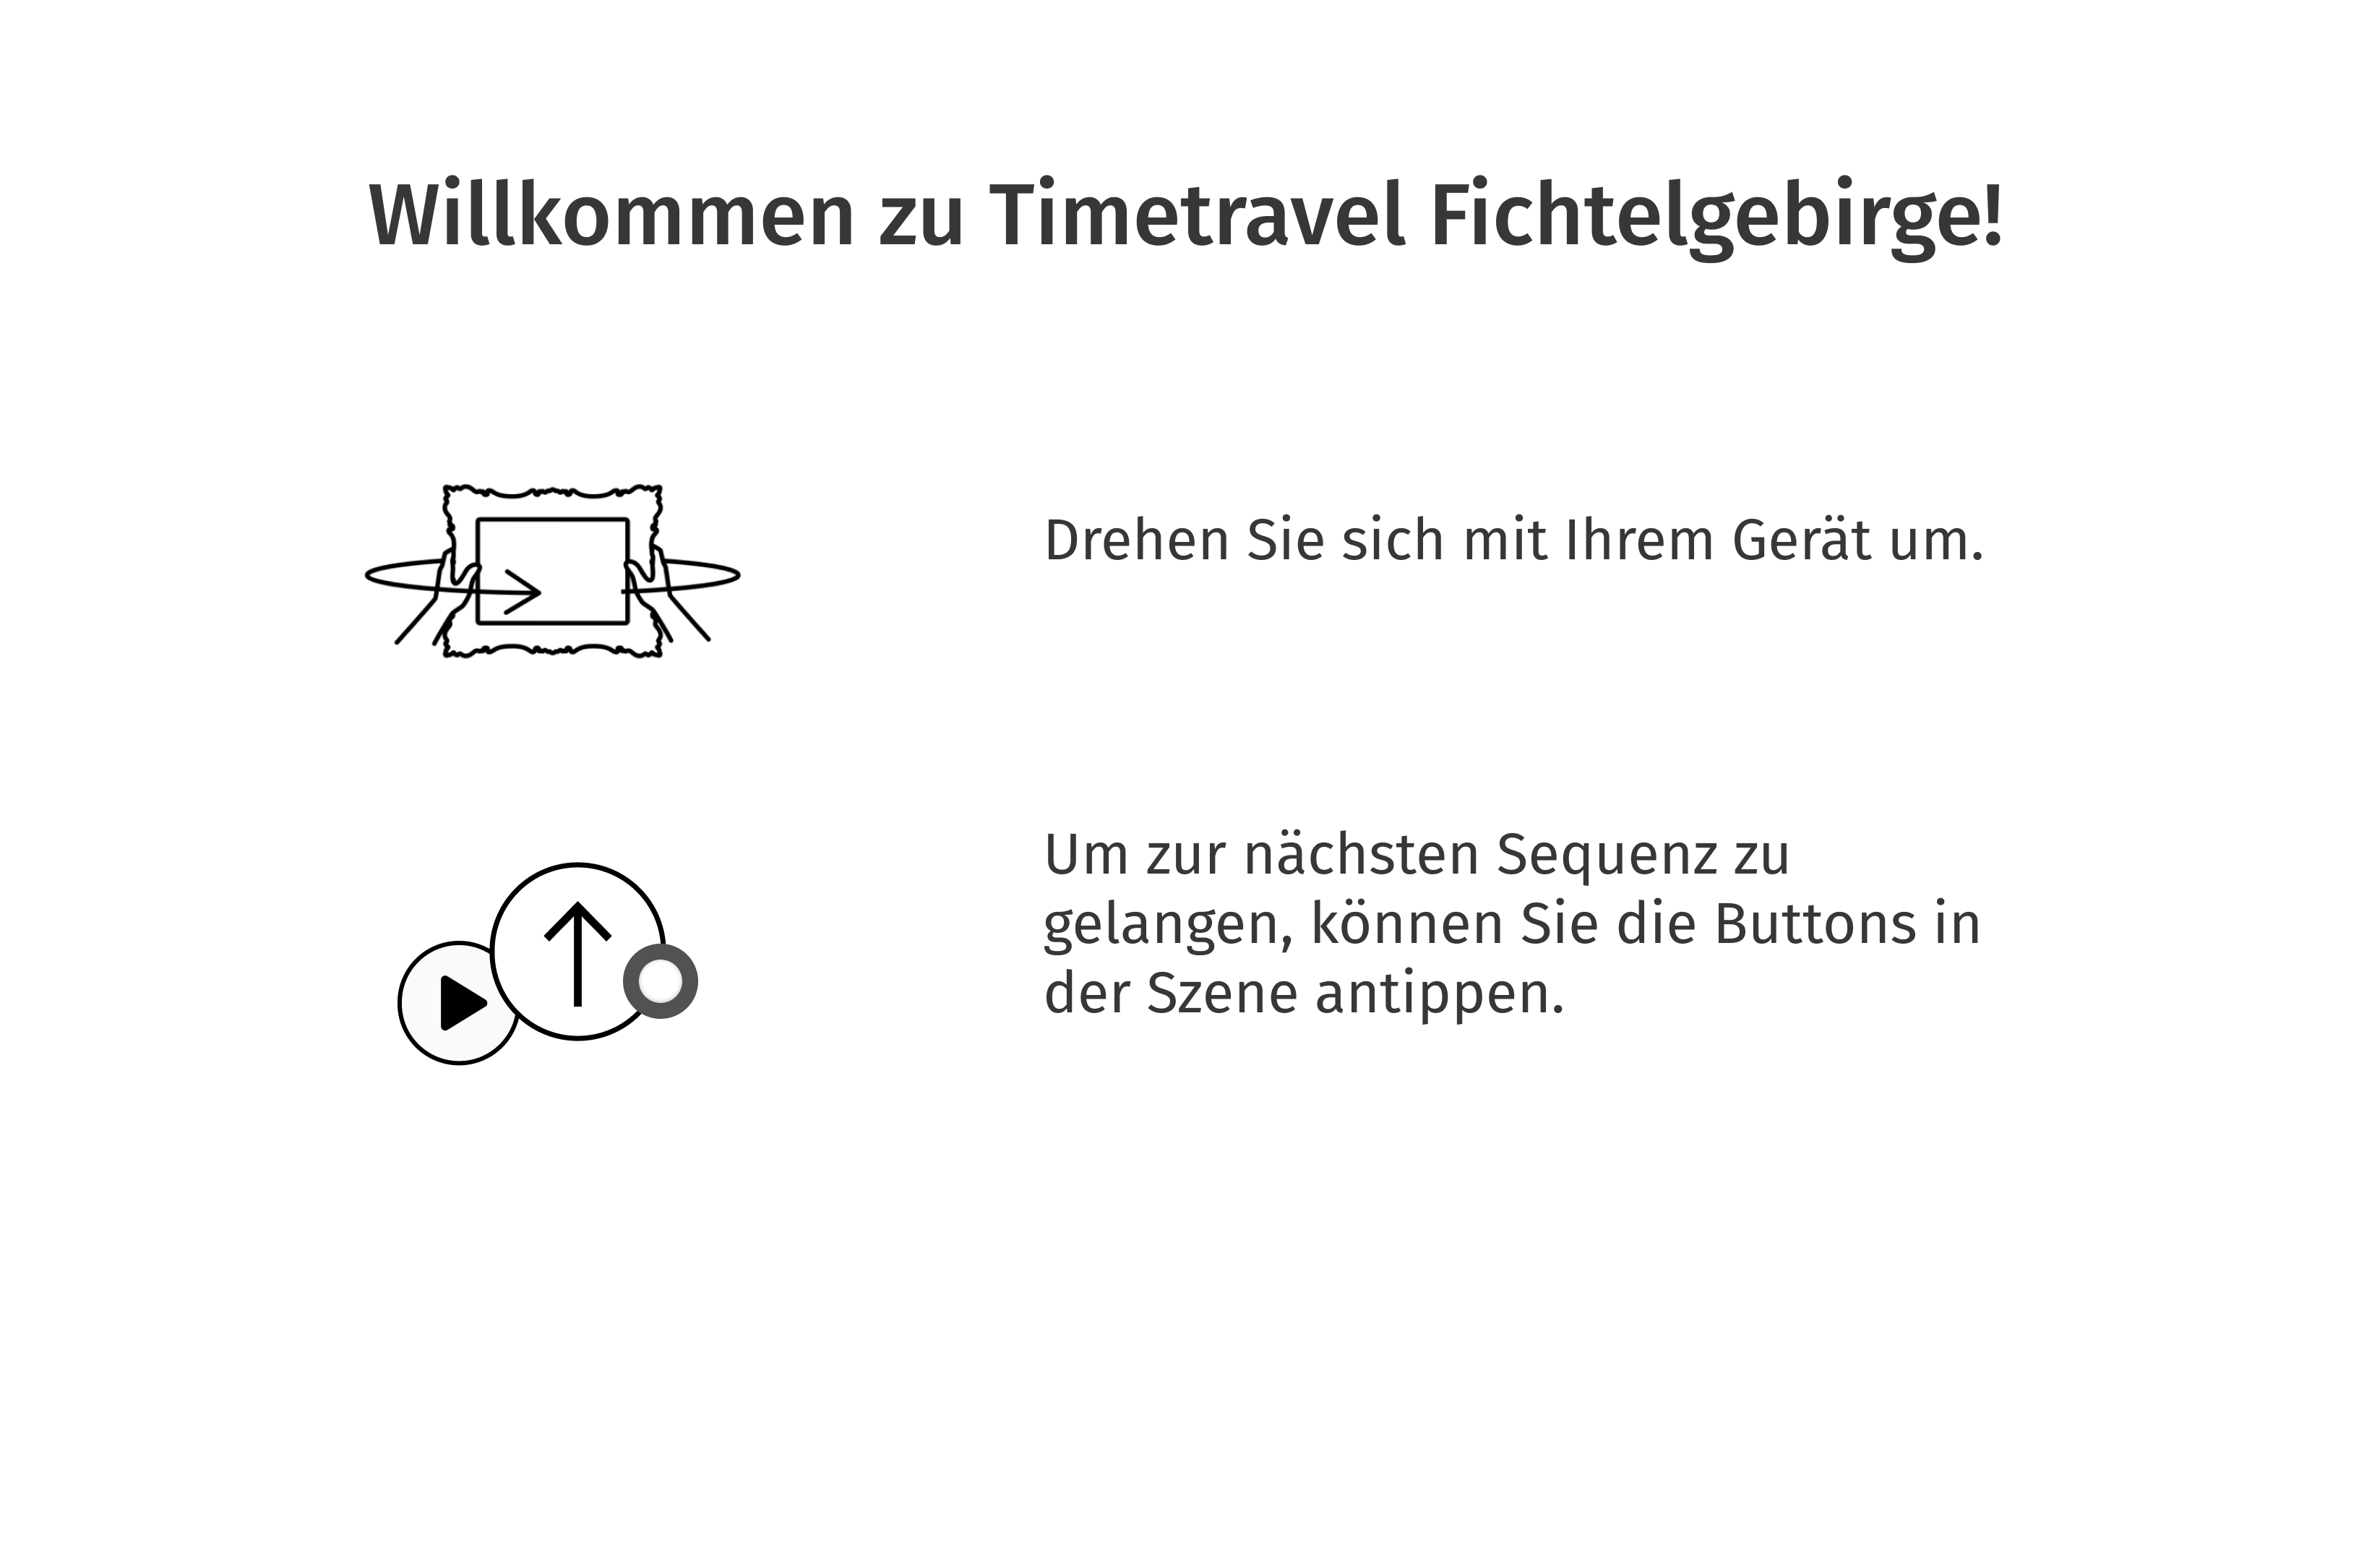 Willkommen zu Timetravel Fichtelgebirge!
Drehen Sie sich mit Ihrem Gerät um.
Um zur nächsten Sequenz zu
gelangen, können Sie die Buttons in
der Szene antippen.